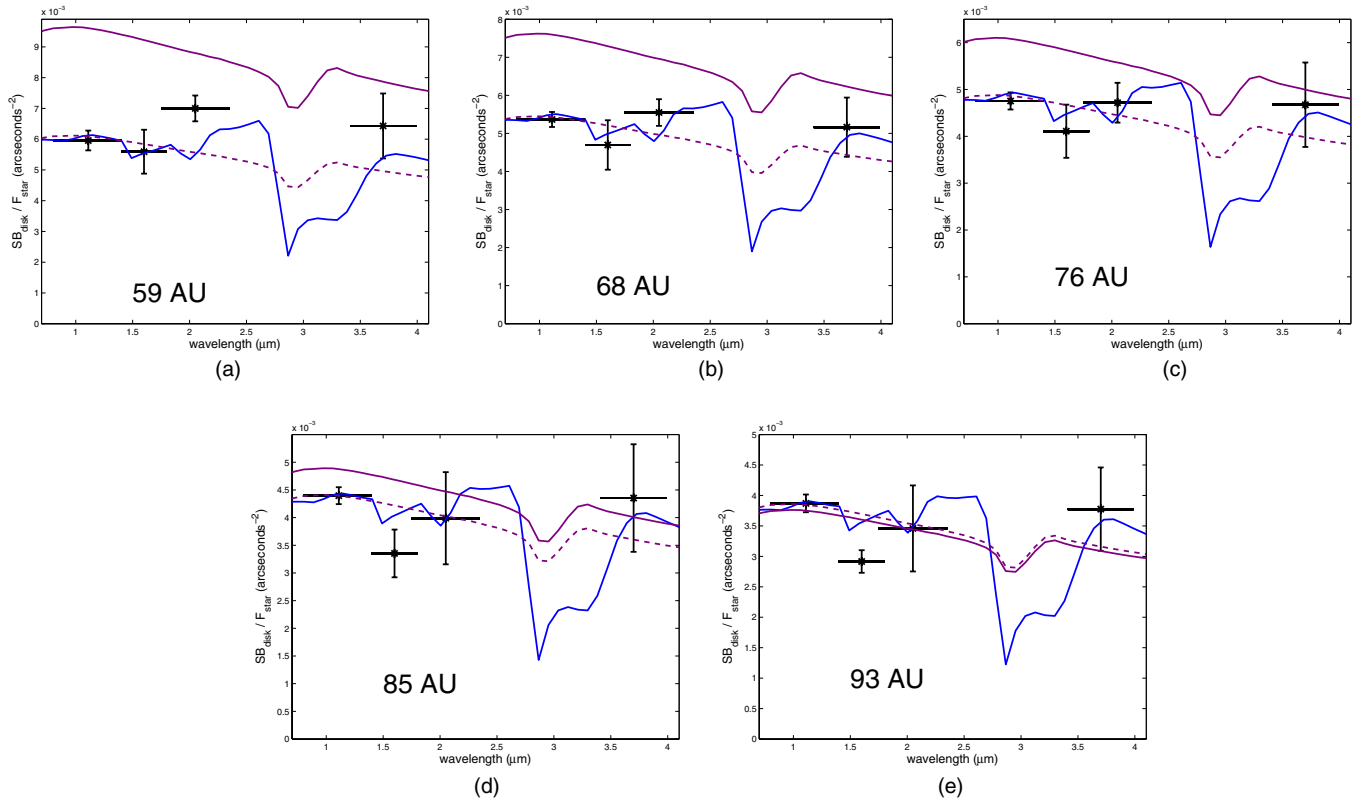 x 10⁻³
9
8
7
6
5
4
3
2
1
0
SB_disk / F_star (arcseconds⁻²)
59 AU
1 1.5 2 2.5 3 3.5 4
wavelength (μm)
(a)
x 10⁻³
8
7
6
5
4
3
2
1
0
SB_disk / F_star (arcseconds⁻²)
68 AU
1 1.5 2 2.5 3 3.5 4
wavelength (μm)
(b)
x 10⁻³
6
5
4
3
2
1
0
SB_disk / F_star (arcseconds⁻²)
76 AU
1 1.5 2 2.5 3 3.5 4
wavelength (μm)
(c)
x 10⁻³
5
4.5
4
3.5
3
2.5
2
1.5
1
0.5
0
SB_disk / F_star (arcseconds⁻²)
85 AU
1 1.5 2 2.5 3 3.5 4
wavelength (μm)
(d)
x 10⁻³
5
4.5
4
3.5
3
2.5
2
1.5
1
0.5
0
SB_disk / F_star (arcseconds⁻²)
93 AU
1 1.5 2 2.5 3 3.5 4
wavelength (μm)
(e)